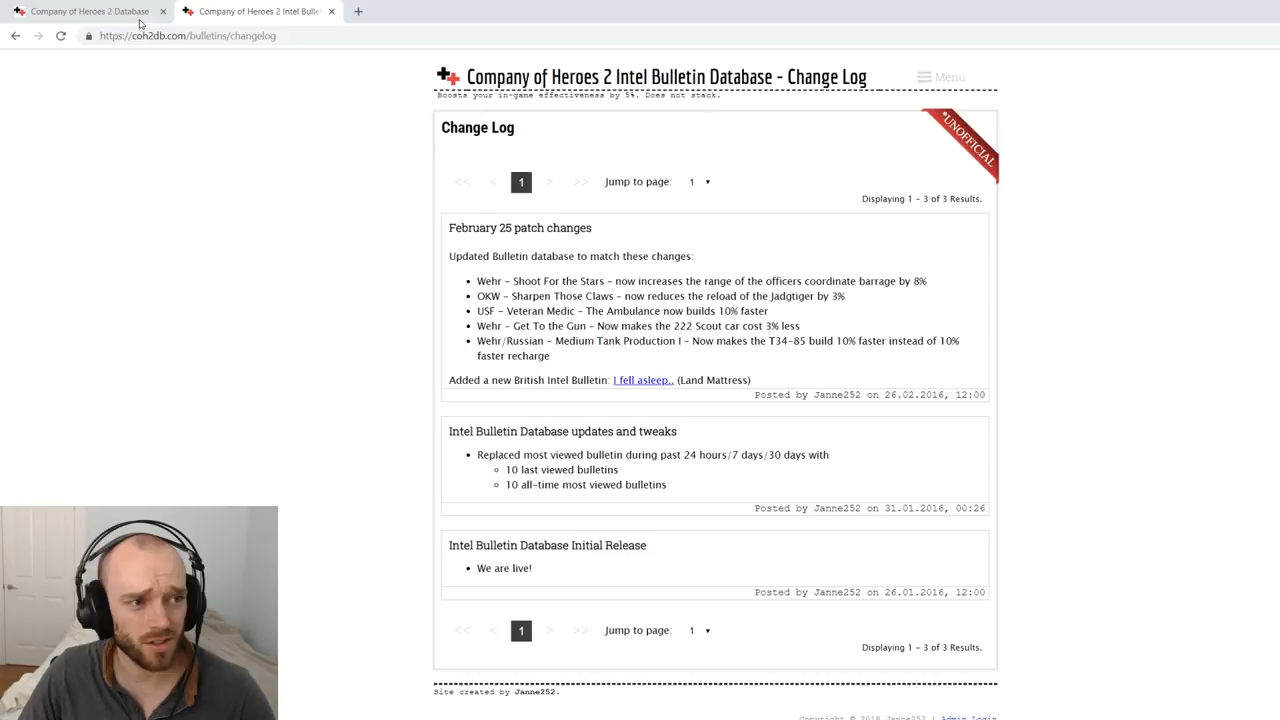 Company of Heroes 2 Database
Company of Heroes 2 Intel Bulle
https://coh2db.com/bulletins/changelog
Company of Heroes 2 Intel Bulletin Database - Change Log
Menu
Boosts your in-game effectiveness by 5%. Does not stack.
Change Log
*UNOFFICIAL
<< < 1 > >> Jump to page: 1
Displaying 1 - 3 of 3 Results.
February 25 patch changes
Updated Bulletin database to match these changes:
• Wehr - Shoot For the Stars - now increases the range of the officers coordinate barrage by 8%
• OKW - Sharpen Those Claws - now reduces the reload of the Jadgtiger by 3%
• USF - Veteran Medic - The Ambulance now builds 10% faster
• Wehr - Get To the Gun - Now makes the 222 Scout car cost 3% less
• Wehr/Russian - Medium Tank Production I - Now makes the T34-85 build 10% faster instead of 10%
faster recharge
Added a new British Intel Bulletin: I fell asleep.. (Land Mattress)
Posted by Janne252 on 26.02.2016, 12:00
Intel Bulletin Database updates and tweaks
• Replaced most viewed bulletin during past 24 hours/7 days/30 days with
○ 10 last viewed bulletins
○ 10 all-time most viewed bulletins
Posted by Janne252 on 31.01.2016, 00:26
Intel Bulletin Database Initial Release
• We are live!
Posted by Janne252 on 26.01.2016, 12:00
<< < 1 > >> Jump to page: 1
Displaying 1 - 3 of 3 Results.
Site created by Janne252.
Copyright © 2019 Janne252 | Admin Login